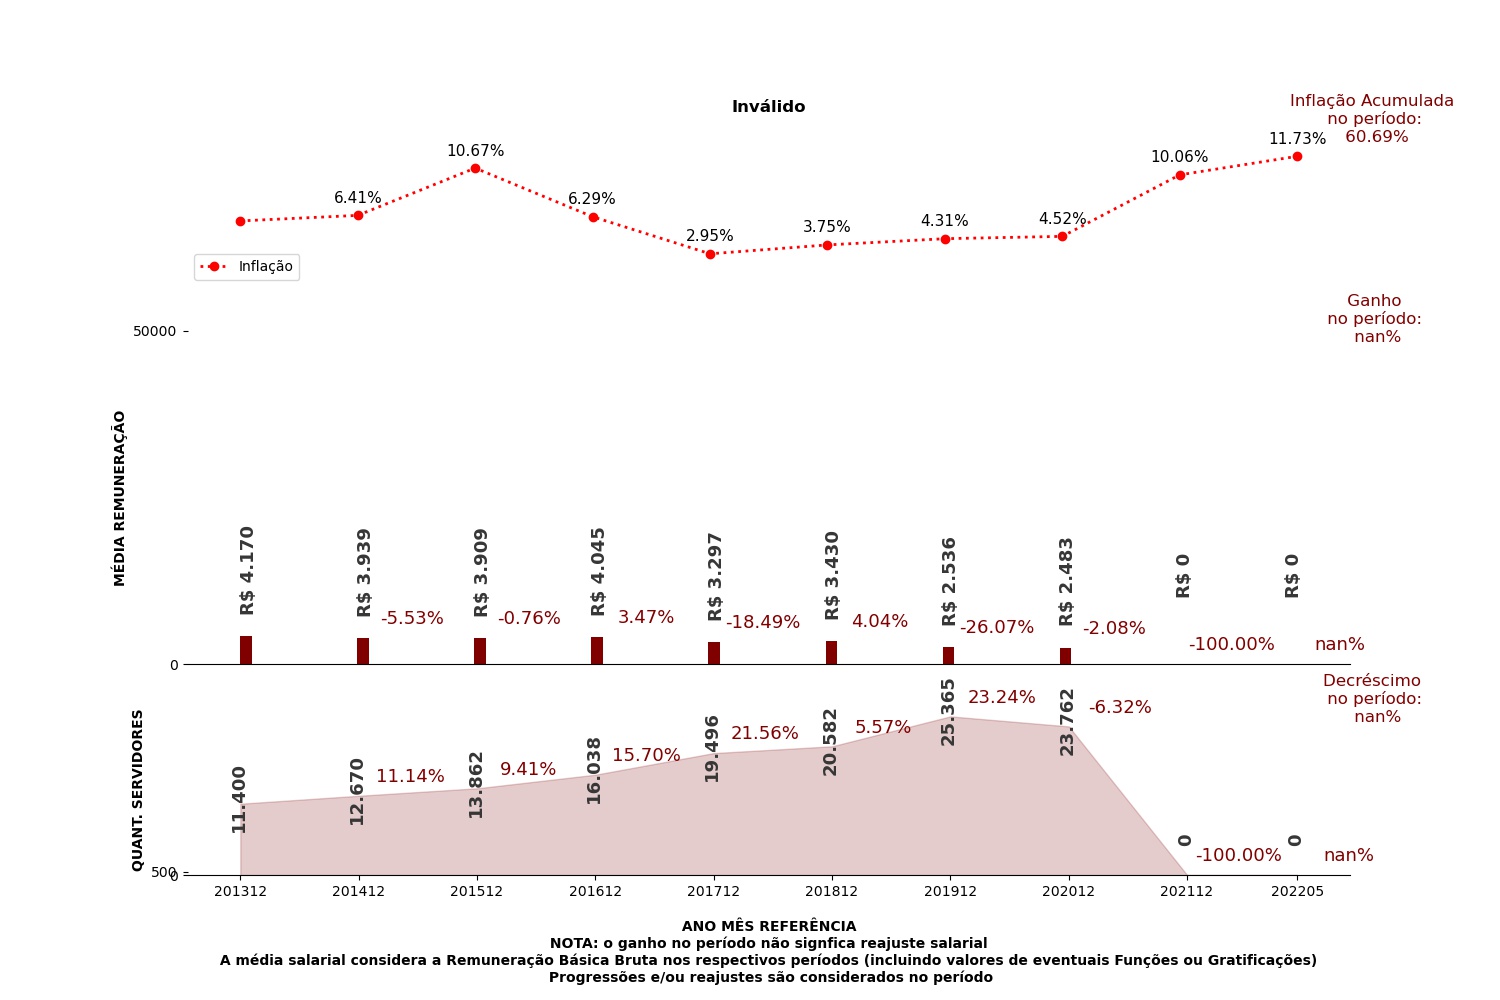 Inválido
Inflação Acumulada
no período:
60.69%
6.41%
10.67%
6.29%
2.95%
3.75%
4.31%
4.52%
10.06%
11.73%
Inflação
Ganho
no período:
nan%
50000
0
MÉDIA REMUNERAÇÃO
R$ 4.170
R$ 3.939
R$ 3.909
R$ 4.045
R$ 3.297
R$ 3.430
R$ 2.536
R$ 2.483
R$ 0
R$ 0
-5.53%
-0.76%
3.47%
-18.49%
4.04%
-26.07%
-2.08%
-100.00%
nan%
Decréscimo
no período:
nan%
QUANT. SERVIDORES
11.400
12.670
13.862
16.038
19.496
20.582
25.365
23.762
0
0
11.14%
9.41%
15.70%
21.56%
5.57%
23.24%
-6.32%
-100.00%
nan%
500
0
201312
201412
201512
201612
201712
201812
201912
202012
202112
202205
ANO MÊS REFERÊNCIA
NOTA: o ganho no período não signfica reajuste salarial
A média salarial considera a Remuneração Básica Bruta nos respectivos períodos (incluindo valores de eventuais Funções ou Gratificações)
Progressões e/ou reajustes são considerados no período